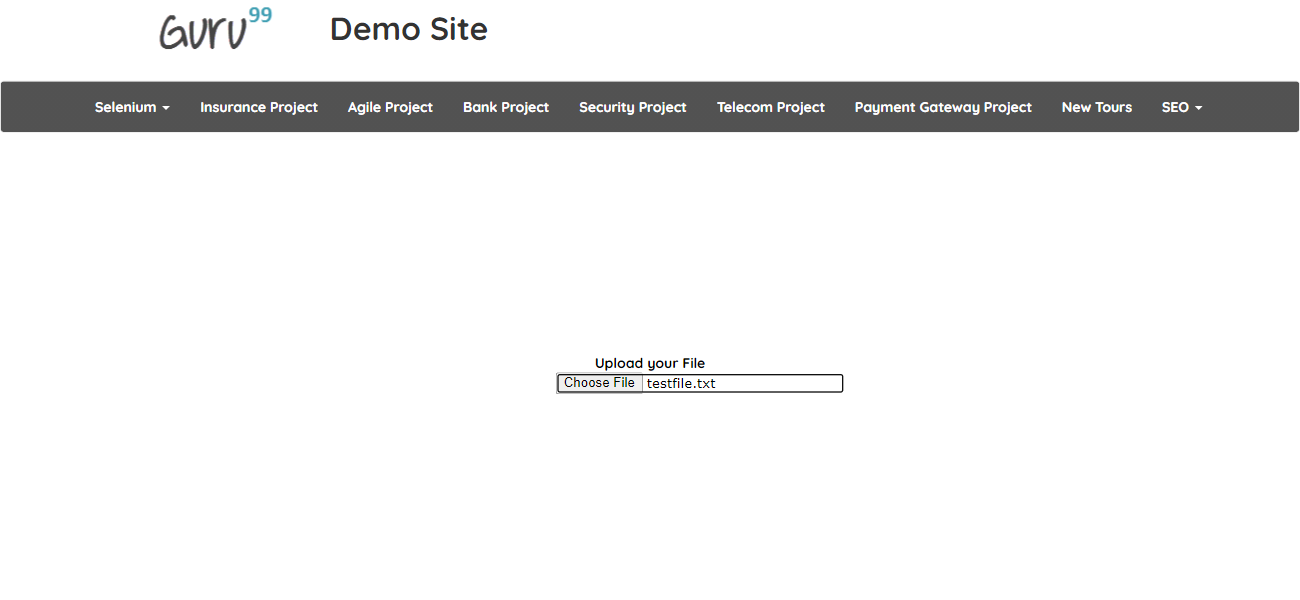 Guru99
Demo Site
Selenium Insurance Project Agile Project Bank Project Security Project Telecom Project Payment Gateway Project New Tours SEO
Upload your File
Choose File testfile.txt